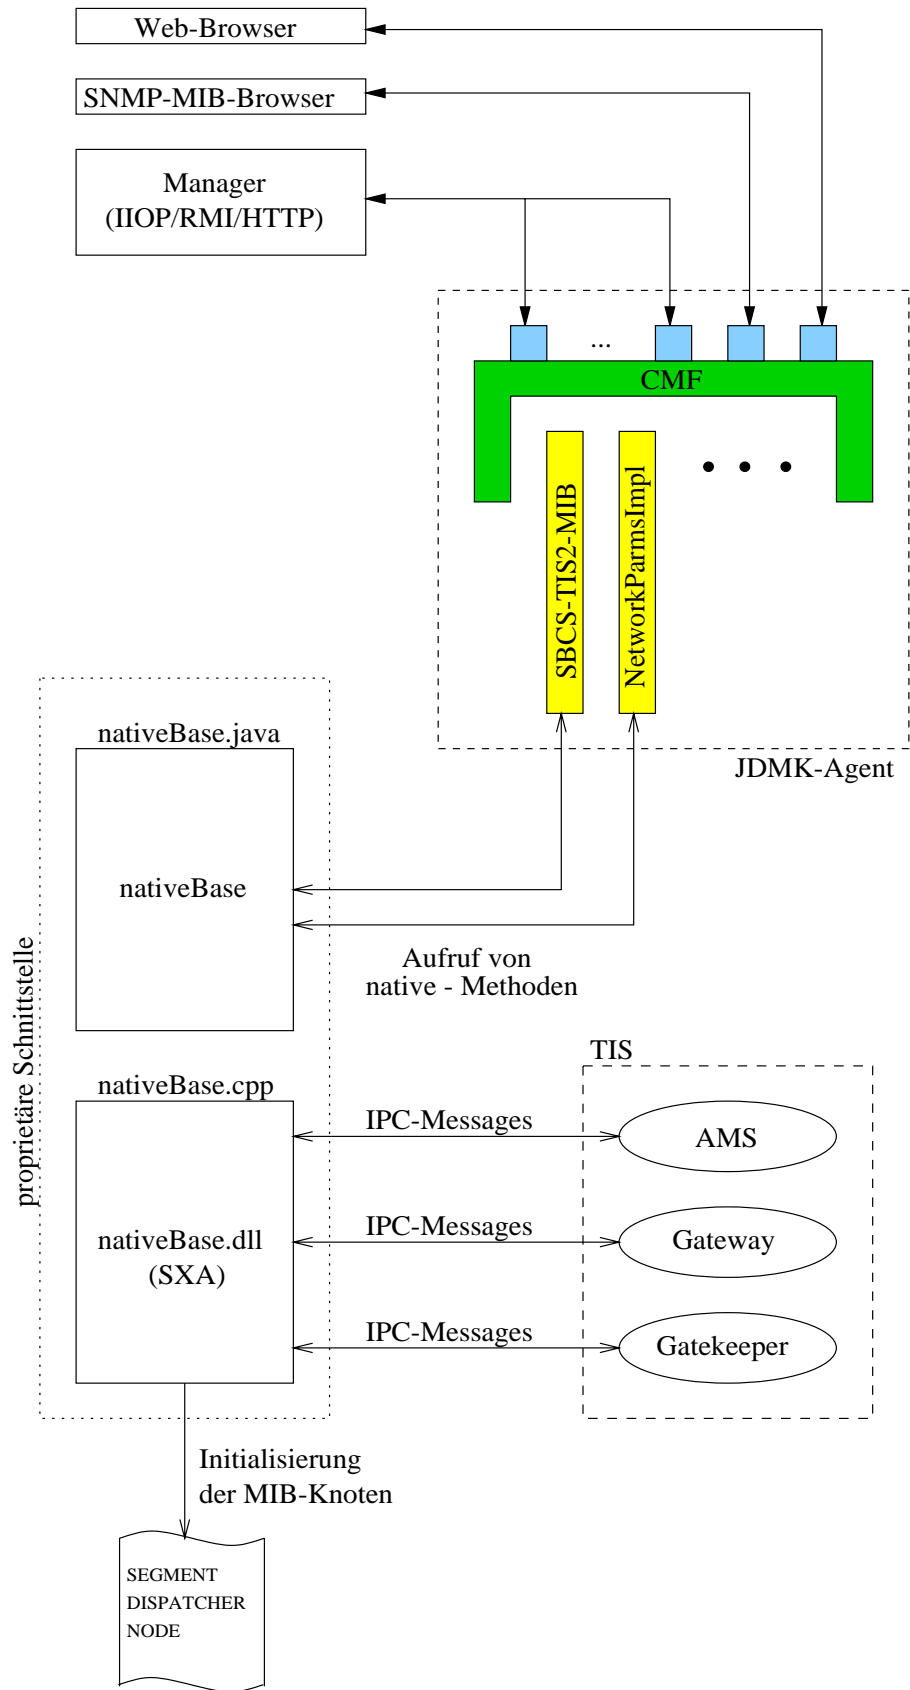 Web-Browser
SNMP-MIB-Browser
Manager
(IIOP/RMI/HTTP)
...
CMF
SBCS-TIS2-MIB
NetworkParmsImpl
JDMK-Agent
proprietäre Schnittstelle
nativeBase.java
nativeBase
Aufruf von
native - Methoden
nativeBase.cpp
nativeBase.dll
(SXA)
IPC-Messages
IPC-Messages
IPC-Messages
TIS
AMS
Gateway
Gatekeeper
Initialisierung
der MIB-Knoten
SEGMENT
DISPATCHER
NODE